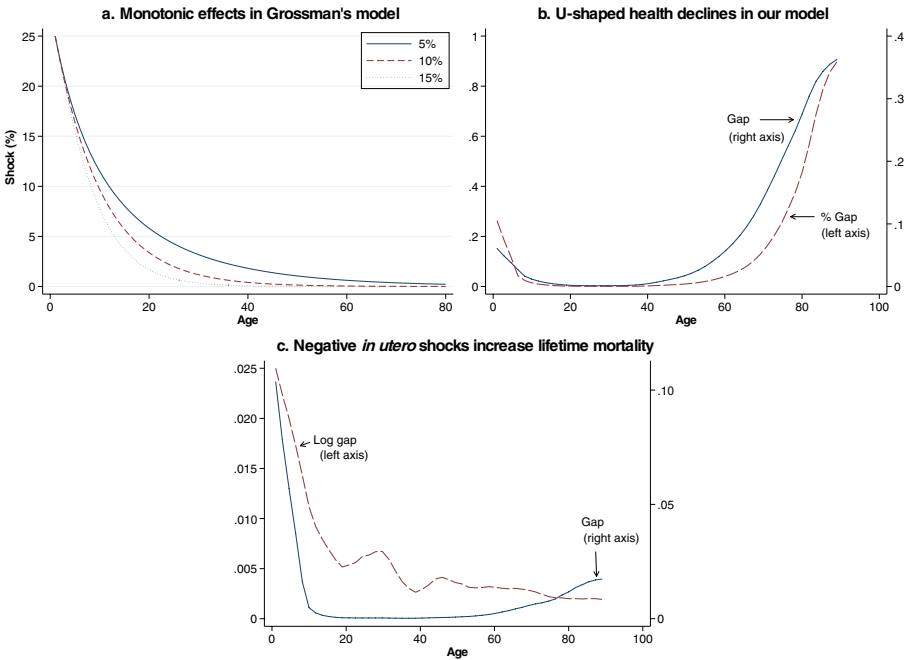 a. Monotonic effects in Grossman's model
25
20
15
10
5
0
Shock (%)
0 20 40 60 80
Age
5%
10%
15%
b. U-shaped health declines in our model
1
.8
.6
.4
.2
0
.4
.3
.2
.1
0
0 20 40 60 80 100
Age
Gap
(right axis)
% Gap
(left axis)
c. Negative in utero shocks increase lifetime mortality
.025
.020
.015
.010
.005
0
.10
.05
0
0 20 40 60 80 100
Age
Log gap
(left axis)
Gap
(right axis)